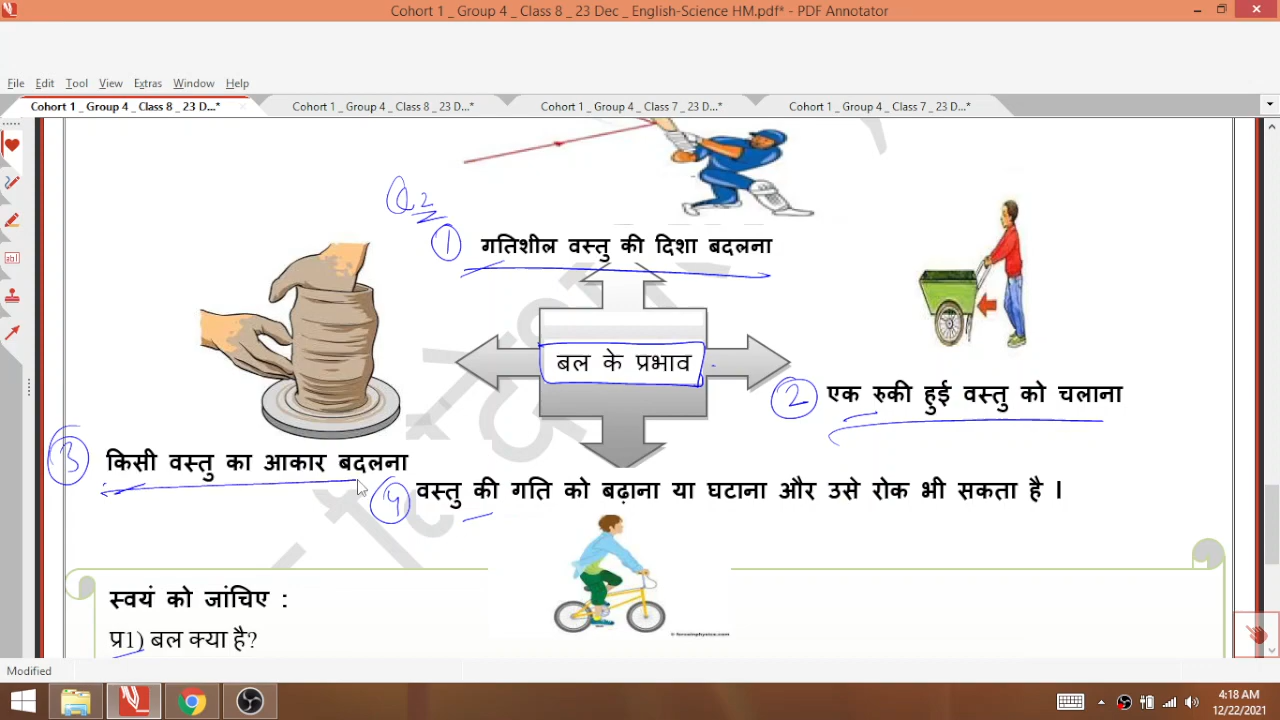 Cohort 1 _ Group 4 _ Class 8 _ 23 Dec _ English-Science HM.pdf* - PDF Annotator
File Edit Tool View Extras Window Help
Cohort 1 _ Group 4 _ Class 8 _ 23 D...* Cohort 1 _ Group 4 _ Class 8 _ 23 D...* Cohort 1 _ Group 4 _ Class 7 _ 23 D...* Cohort 1 _ Group 4 _ Class 7 _ 23 D...*
Q.2
1 गतिशील वस्तु की दिशा बदलना
बल के प्रभाव
2 एक रुकी हुई वस्तु को चलाना
3 किसी वस्तु का आकार बदलना
4 वस्तु की गति को बढ़ाना या घटाना और उसे रोक भी सकता है ।
स्वयं को जांचिए :
प्र1) बल क्या है?
Modified
4:18 AM
12/22/2021